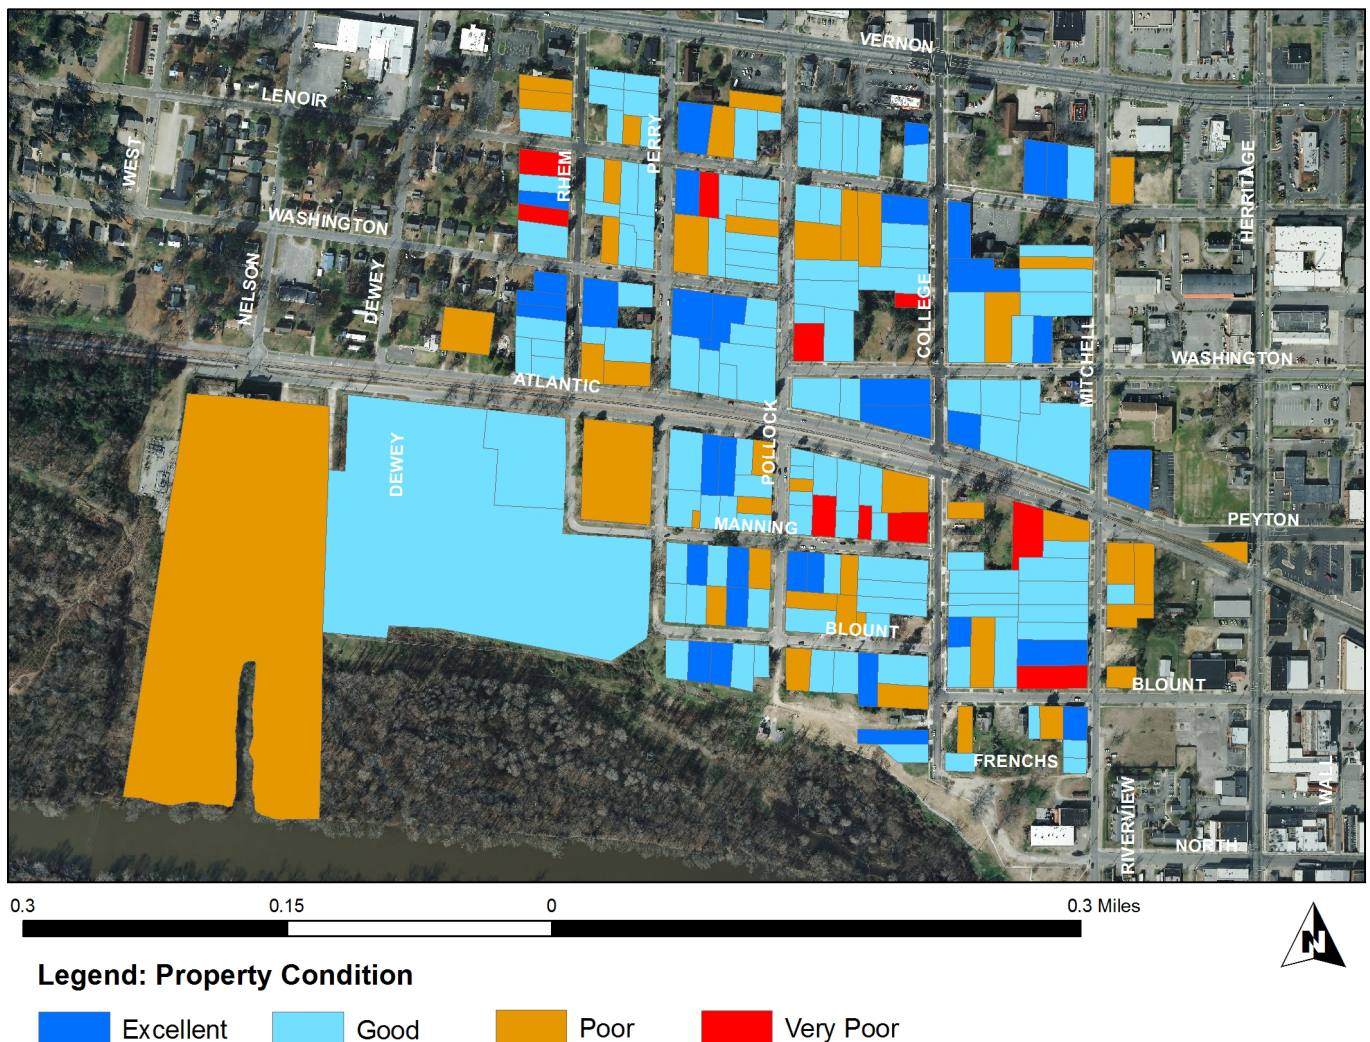 VERNON
LENOIR
WEST
RHEM
PERRY
HERRITAGE
WASHINGTON
NELSON
DEWEY
COLLEGE
MITCHELL
WASHINGTON
ATLANTIC
POLLOCK
DEWEY
MANNING
PEYTON
BLOUNT
BLOUNT
FRENCHS
RIVERVIEW
WALL
NORTH
0.3 0.15 0 0.3 Miles
N
Legend: Property Condition
Excellent Good Poor Very Poor